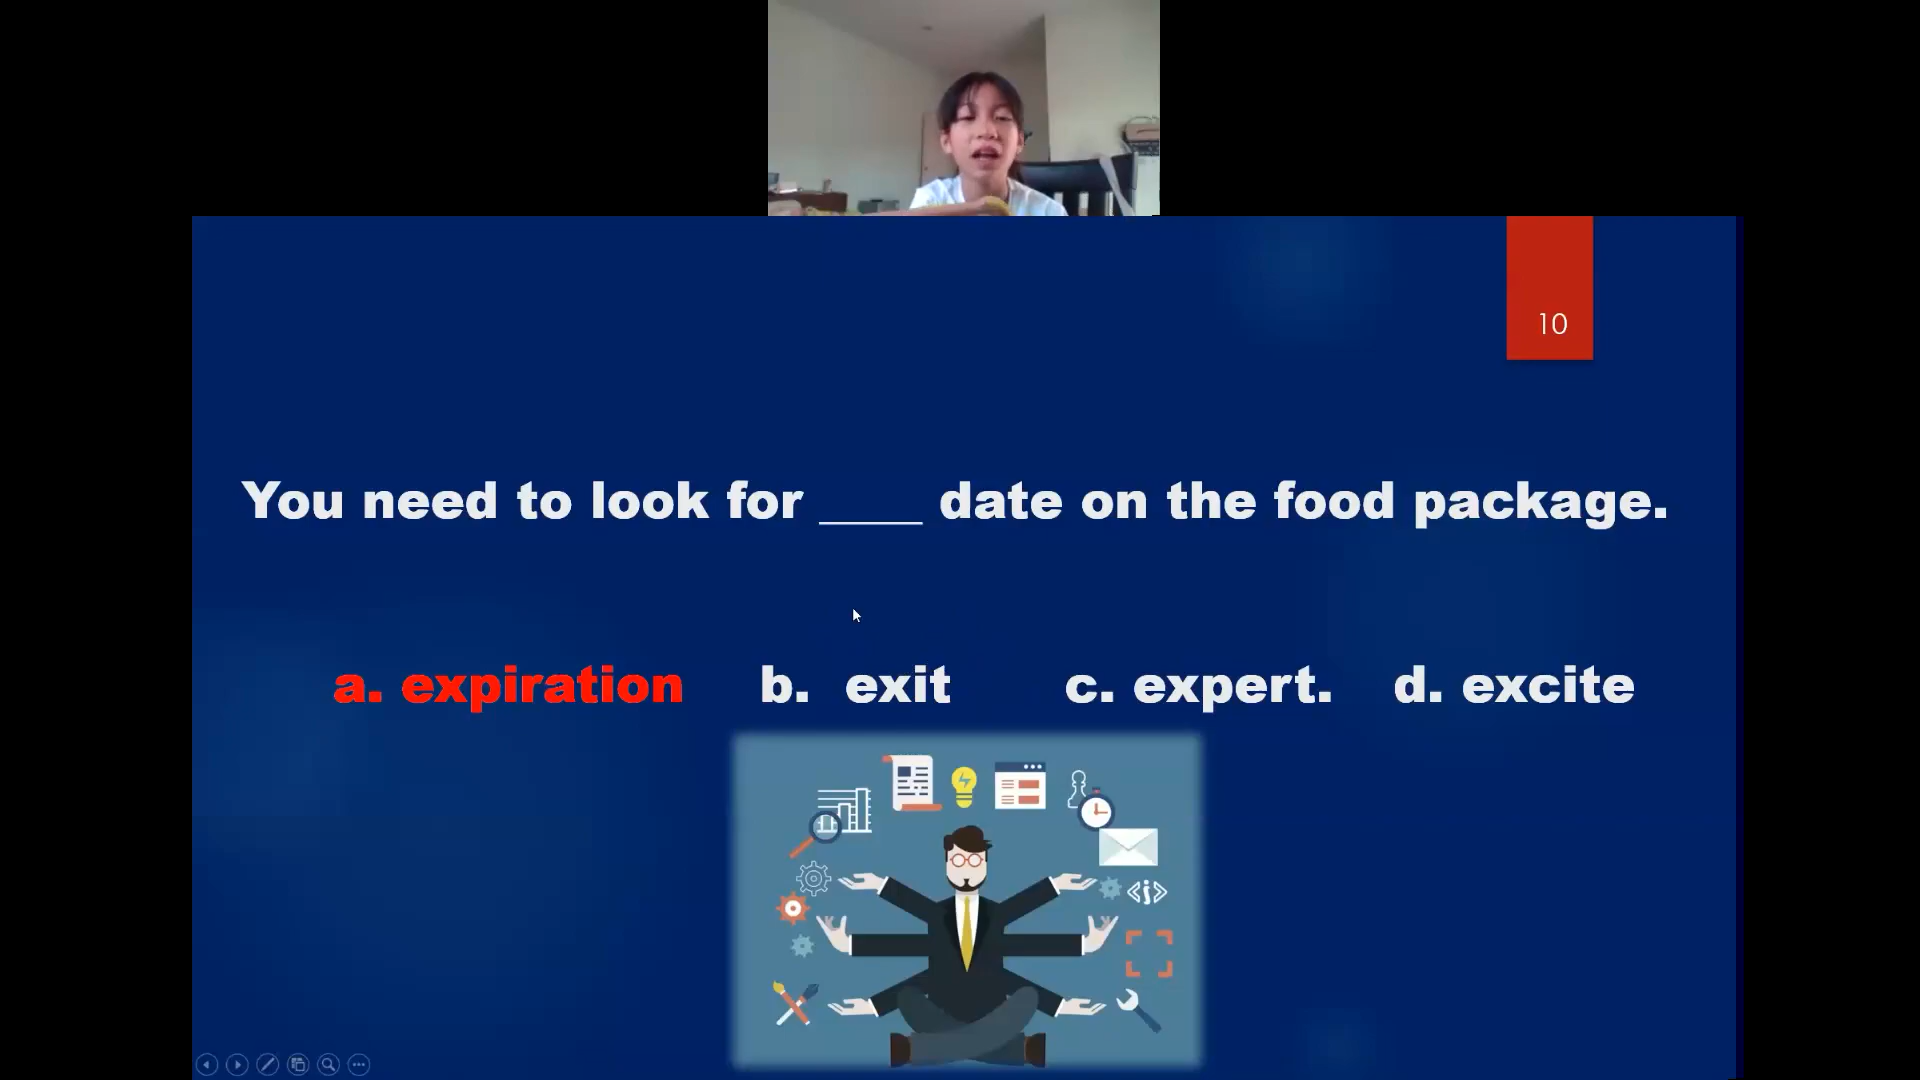 10
You need to look for ____ date on the food package.
a. expiration b. exit c. expert. d. excite